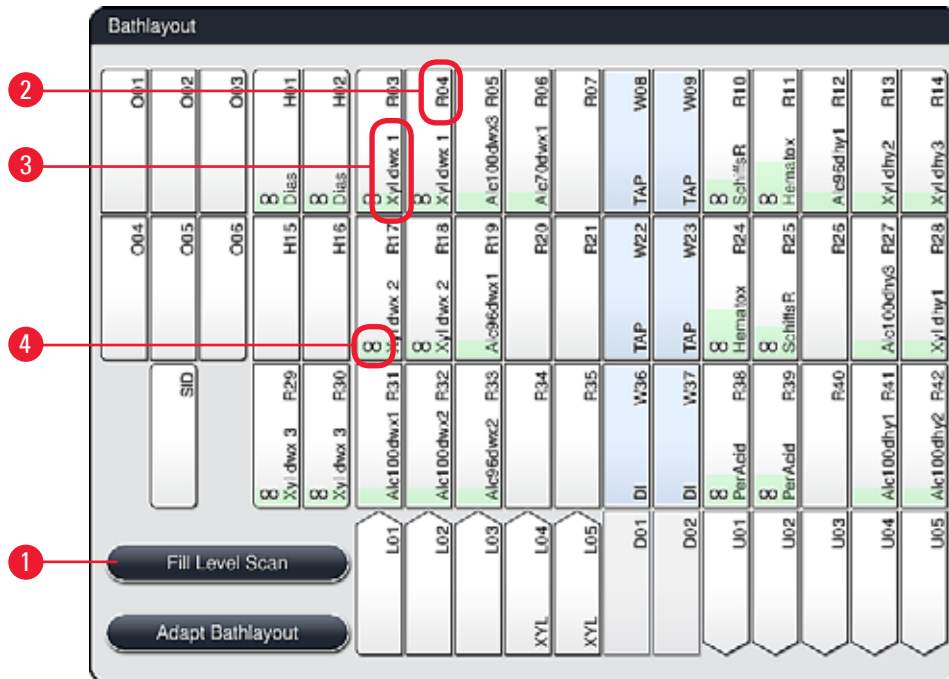 Bathlayout
O01
O02
O03
H01
Dias
H02
Dias
R03
Xyl dwx 1
R04
Xyl dwx 1
R05
Alc100dwx3
R06
Alc70dwx1
R07
W08
TAP
W09
TAP
R10
SchiffsR
R11
Hematox
R12
Alc96dhy1
R13
Xyl dhy2
R14
Xyl dhy3
O04
O05
O06
H15
H16
R17
Xyl dwx 2
R18
Xyl dwx 2
R19
Alc96dwx1
R20
R21
W22
TAP
W23
TAP
R24
Hematox
R25
SchiffsR
R26
R27
Alc100dhy3
R28
Xyl dhy1
SID
R29
Xyl dwx 3
R30
Xyl dwx 3
R31
Alc100dwx1
R32
Alc100dwx2
R33
Alc96dwx2
R34
R35
W36
DI
W37
DI
R38
PerAcid
R39
PerAcid
R40
R41
Alc100dhy1
R42
Alc100dhy2
Fill Level Scan
Adapt Bathlayout
L01
L02
L03
L04
XYL
L05
XYL
D01
D02
U01
U02
U03
U04
U05
2
3
4
1